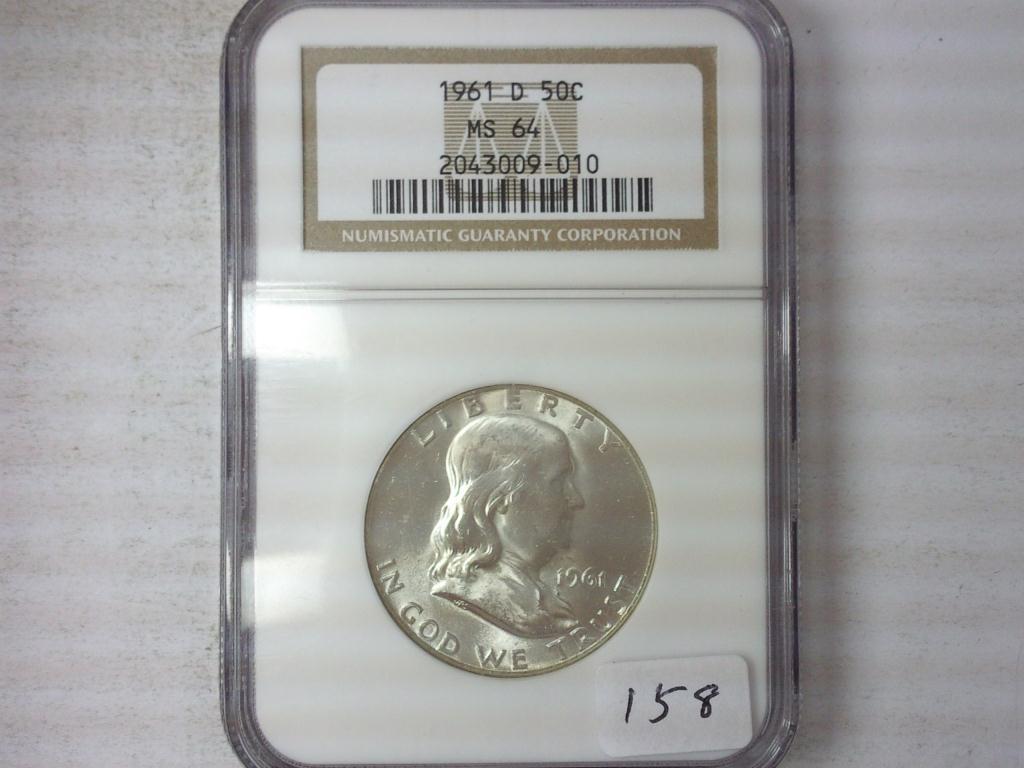 1961 D 50C
MS 64
2043009-010
NUMISMATIC GUARANTY CORPORATION
LIBERTY
1961
IN GOD WE TRUST
158